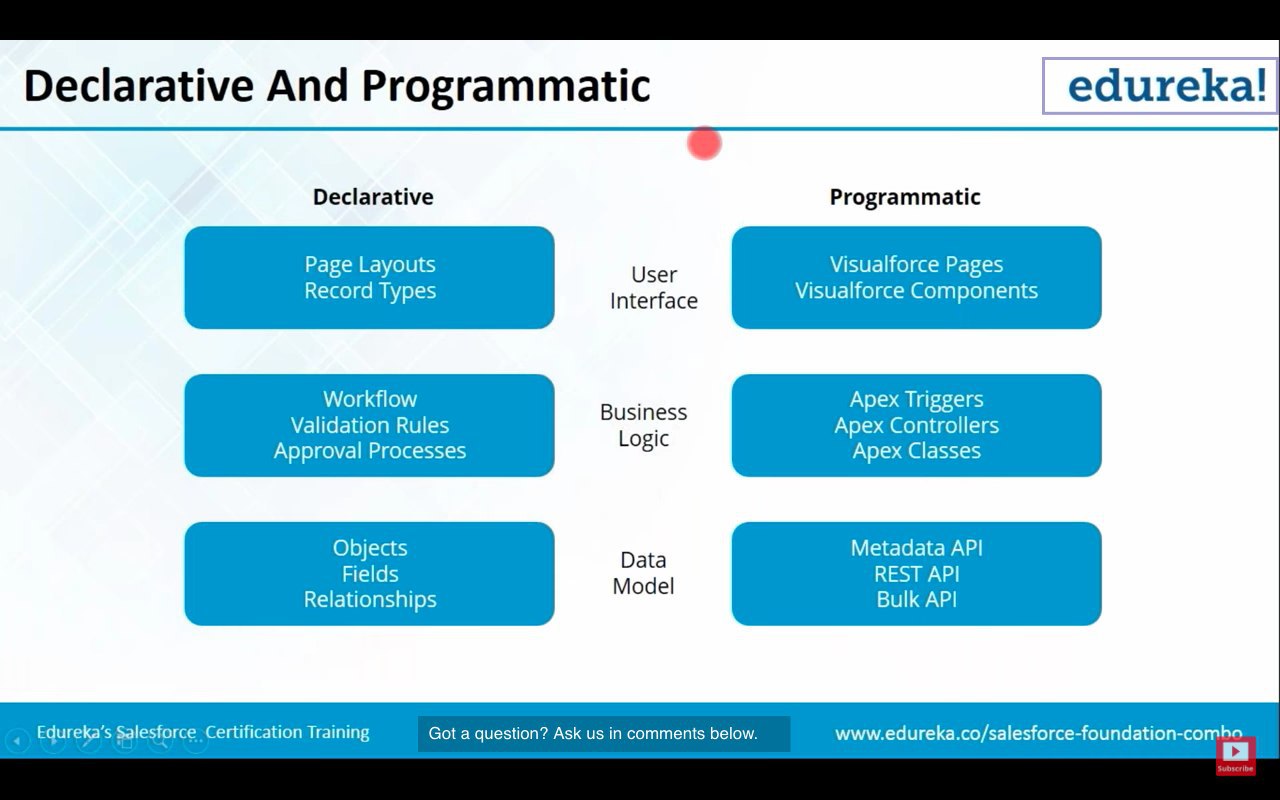 Declarative And Programmatic
edureka!
Declarative
Programmatic
Page Layouts
Record Types
User
Interface
Visualforce Pages
Visualforce Components
Workflow
Validation Rules
Approval Processes
Business
Logic
Apex Triggers
Apex Controllers
Apex Classes
Objects
Fields
Relationships
Data
Model
Metadata API
REST API
Bulk API
Edureka's Salesforce Certification Training
Got a question? Ask us in comments below.
www.edureka.co/salesforce-foundation-combo
Subscribe